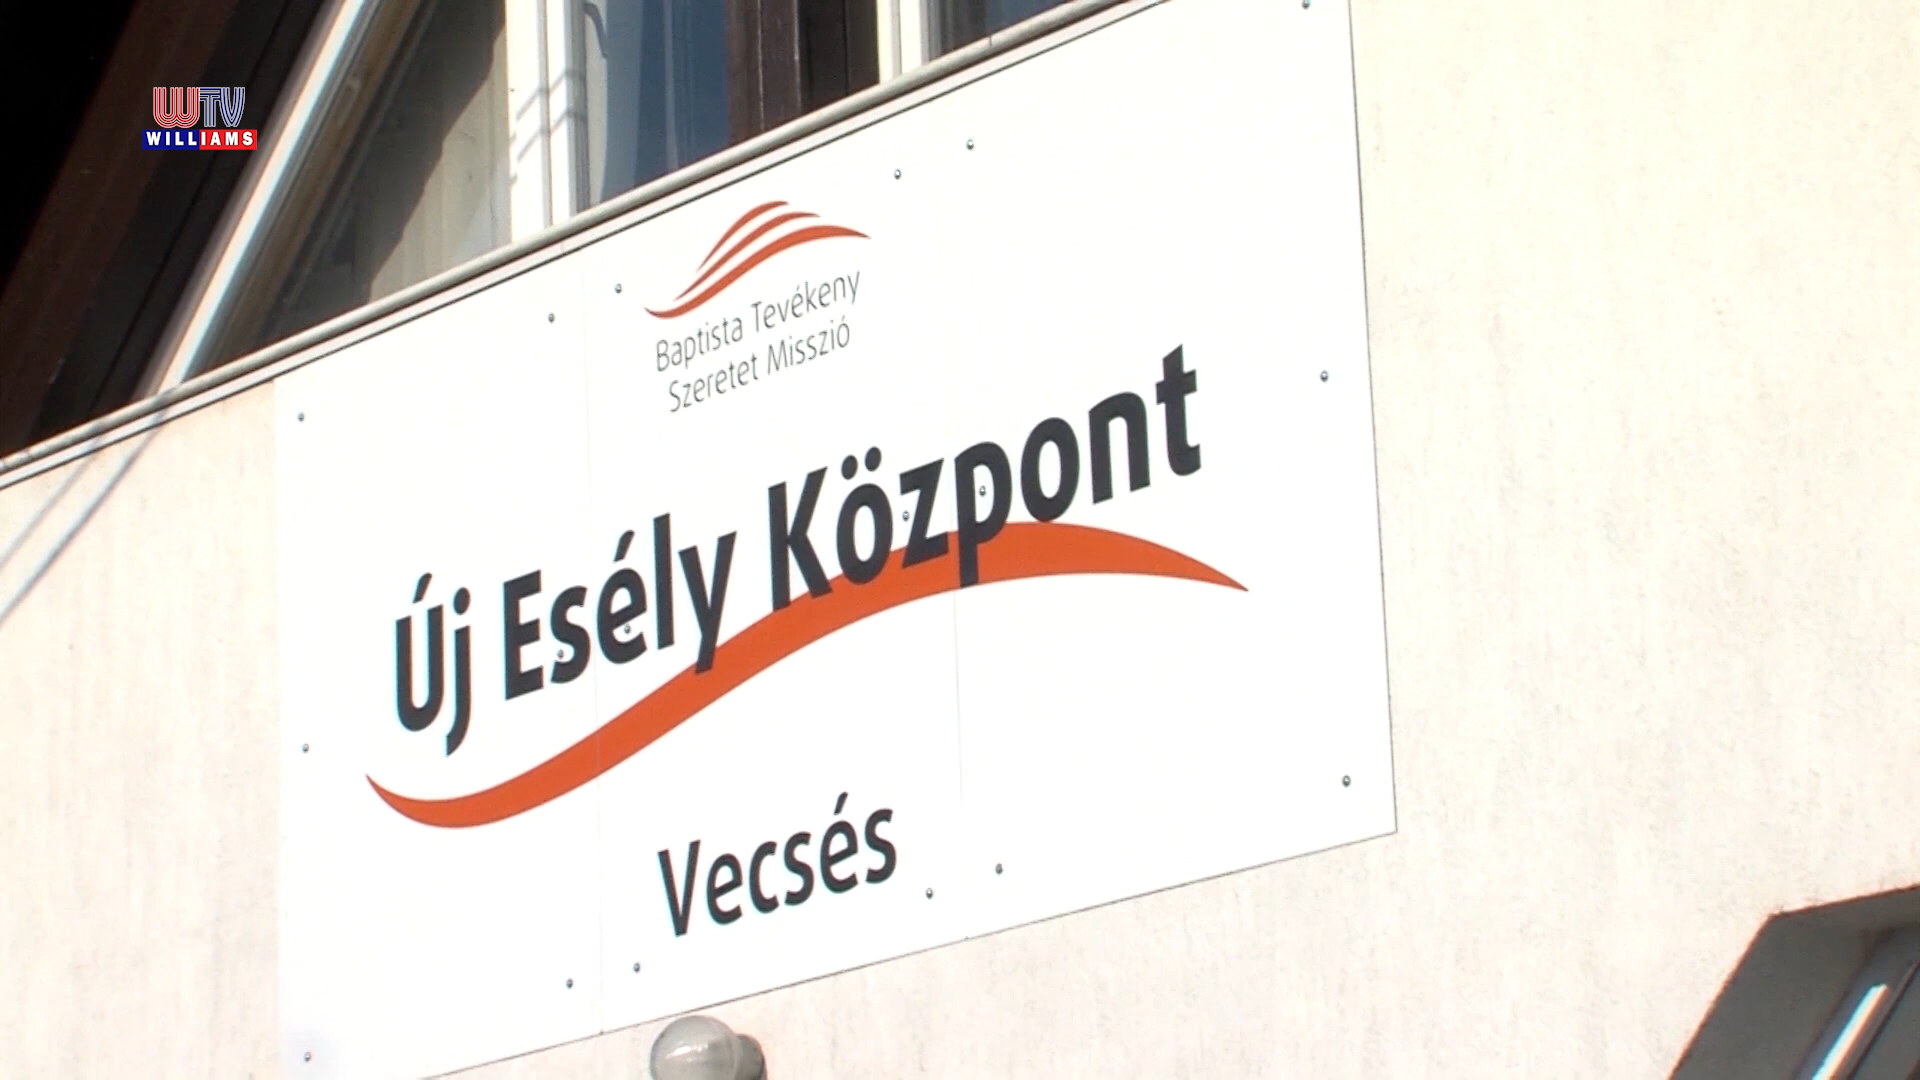 WTV
WILLIAMS
Baptista Tevékeny
Szeretet Misszió
Új Esély Központ
Vecsés